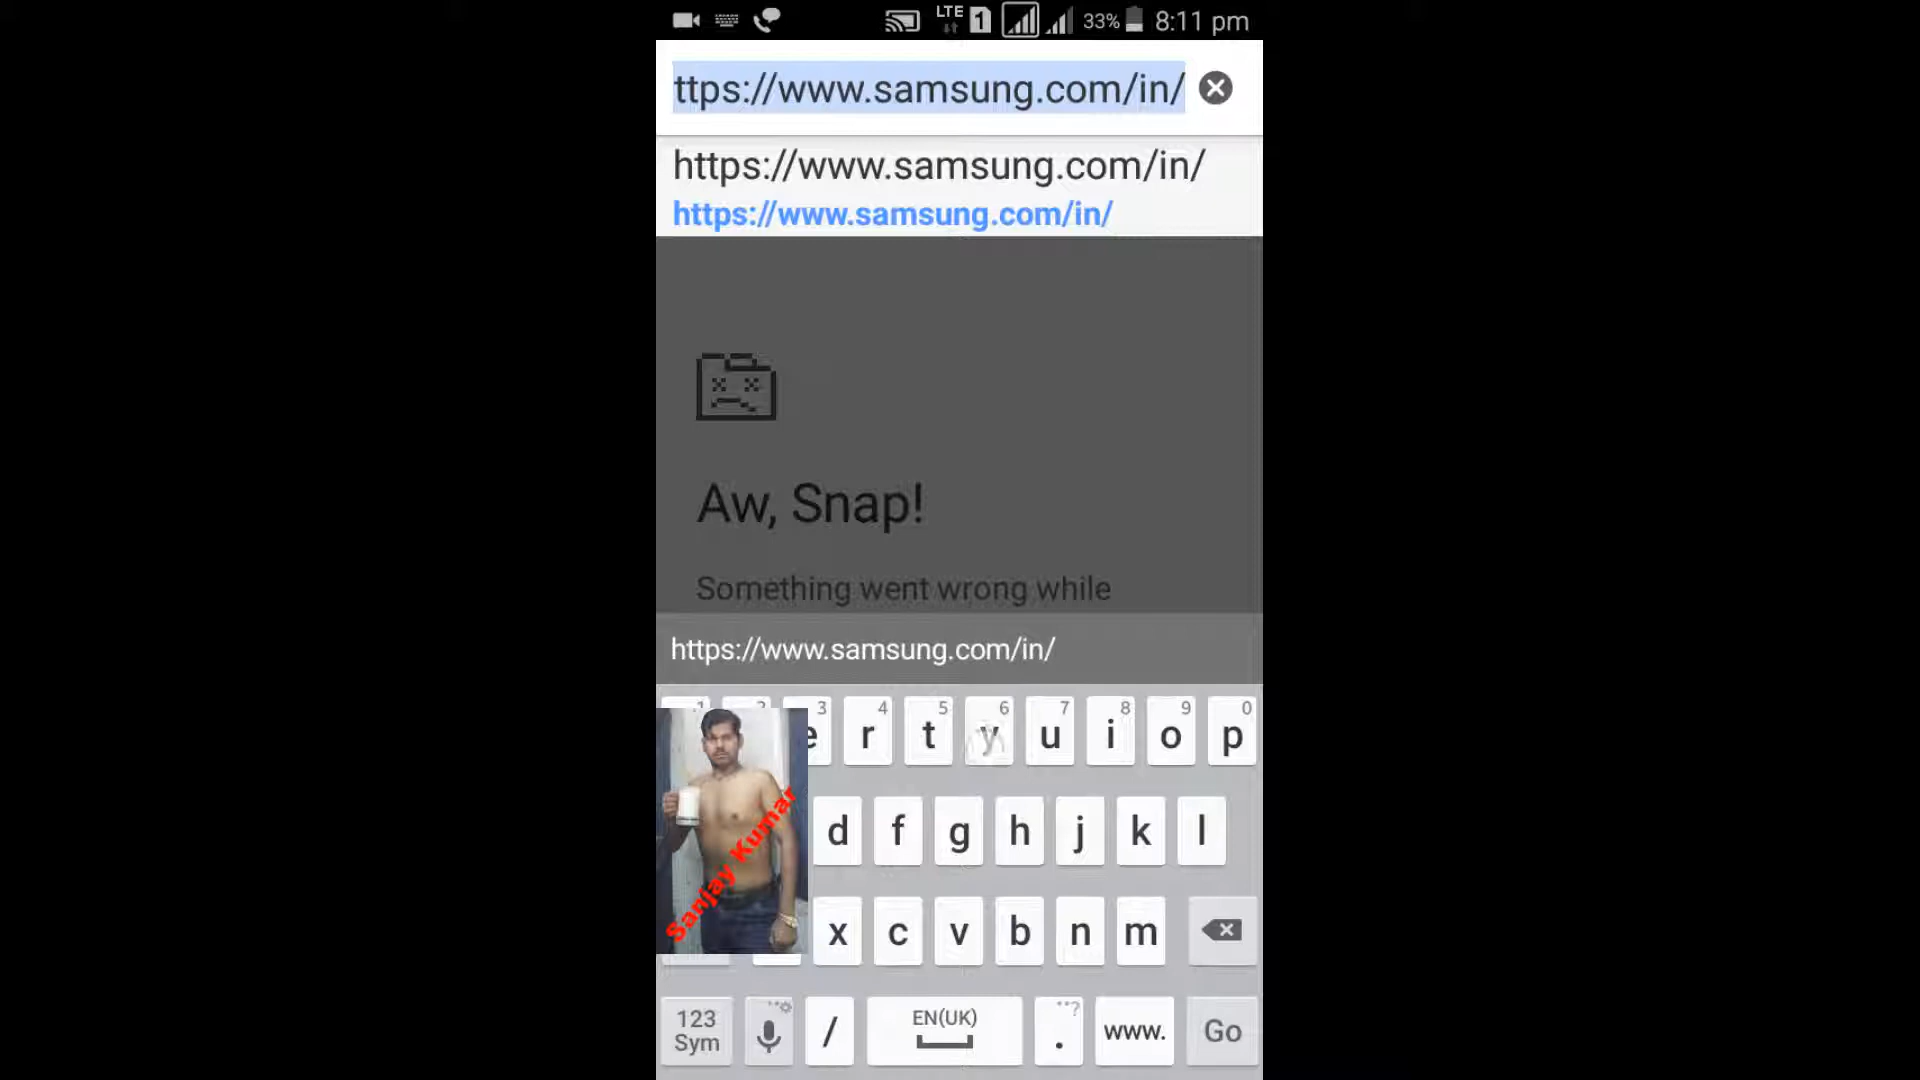 LTE 1 33% 8:11 pm
ttps://www.samsung.com/in/
https://www.samsung.com/in/
https://www.samsung.com/in/
Aw, Snap!
Something went wrong while
https://www.samsung.com/in/
3 4 5 6 7 8 9 0
e r t y u i o p
d f g h j k l
Sanjay Kumar
x c v b n m
123 Sym / EN(UK) . www. Go